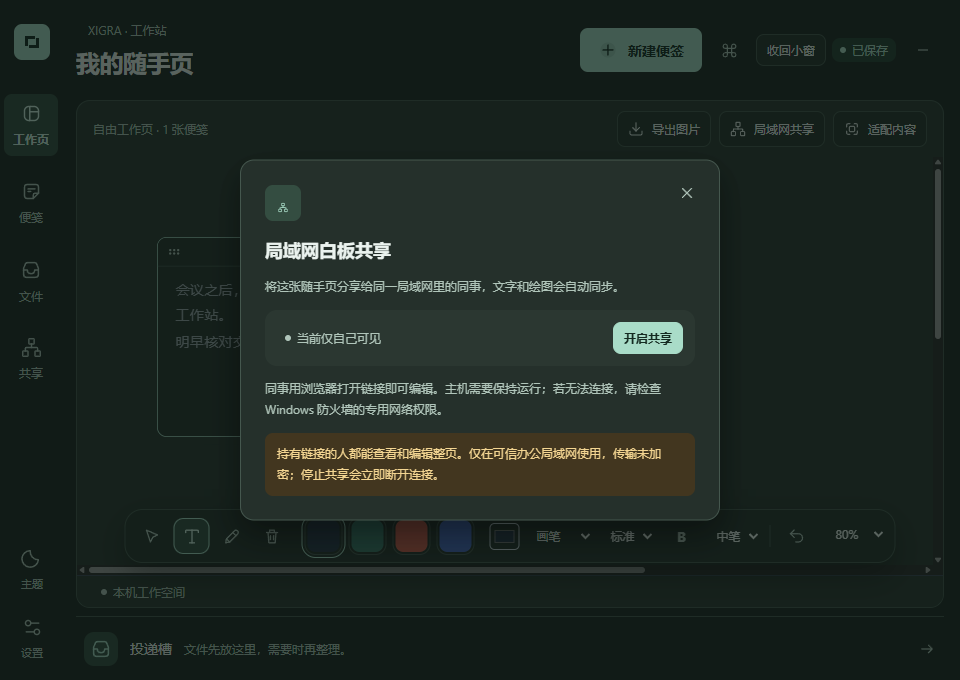 XIGRA · 工作站
我的随手页
新建便签
收回小窗
已保存
工作页
便笺
文件
共享
主题
设置
自由工作页 · 1 张便笺
导出图片
局域网共享
适配内容
会议之后，
工作站。
明早核对交
局域网白板共享
将这张随手页分享给同一局域网里的同事，文字和绘图会自动同步。
当前仅自己可见
开启共享
同事用浏览器打开链接即可编辑。主机需要保持运行；若无法连接，请检查
Windows 防火墙的专用网络权限。
持有链接的人都能查看和编辑整页。仅在可信办公局域网使用，传输未加
密；停止共享会立即断开连接。
画笔
标准
B
中笔
80%
本机工作空间
投递槽
文件先放这里，需要时再整理。